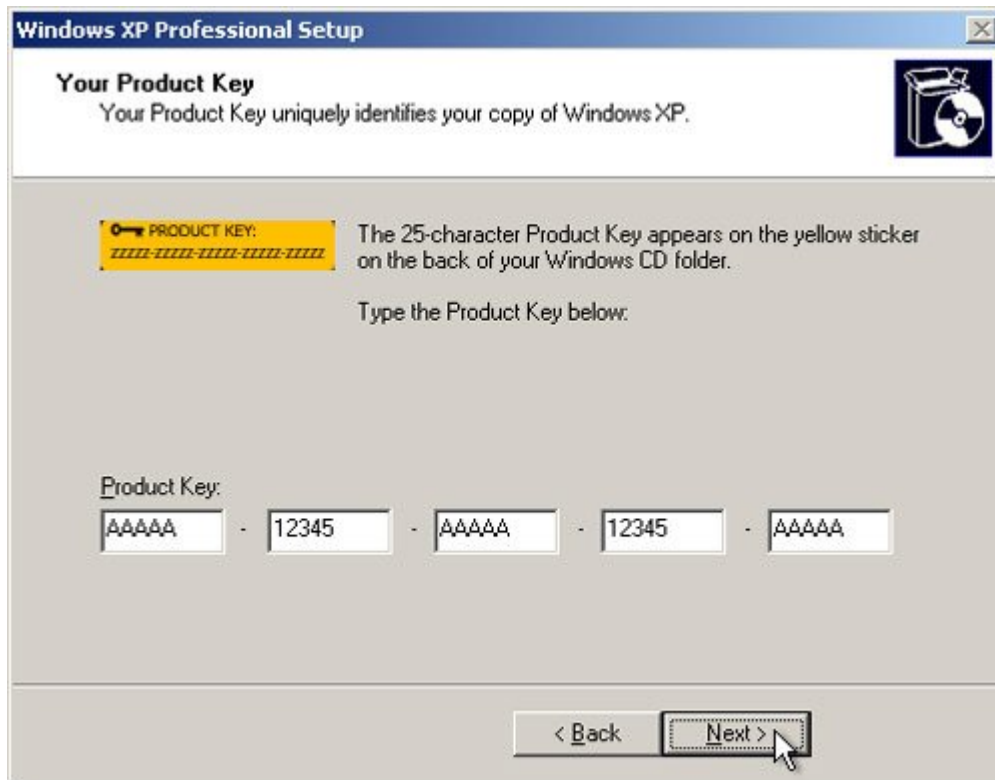 Windows XP Professional Setup
Your Product Key
Your Product Key uniquely identifies your copy of Windows XP.
PRODUCT KEY:
ZZZZZ-ZZZZZ-ZZZZZ-ZZZZZ-ZZZZZ
The 25-character Product Key appears on the yellow sticker
on the back of your Windows CD folder.
Type the Product Key below:
Product Key:
AAAAA - 12345 - AAAAA - 12345 - AAAAA
< Back Next >